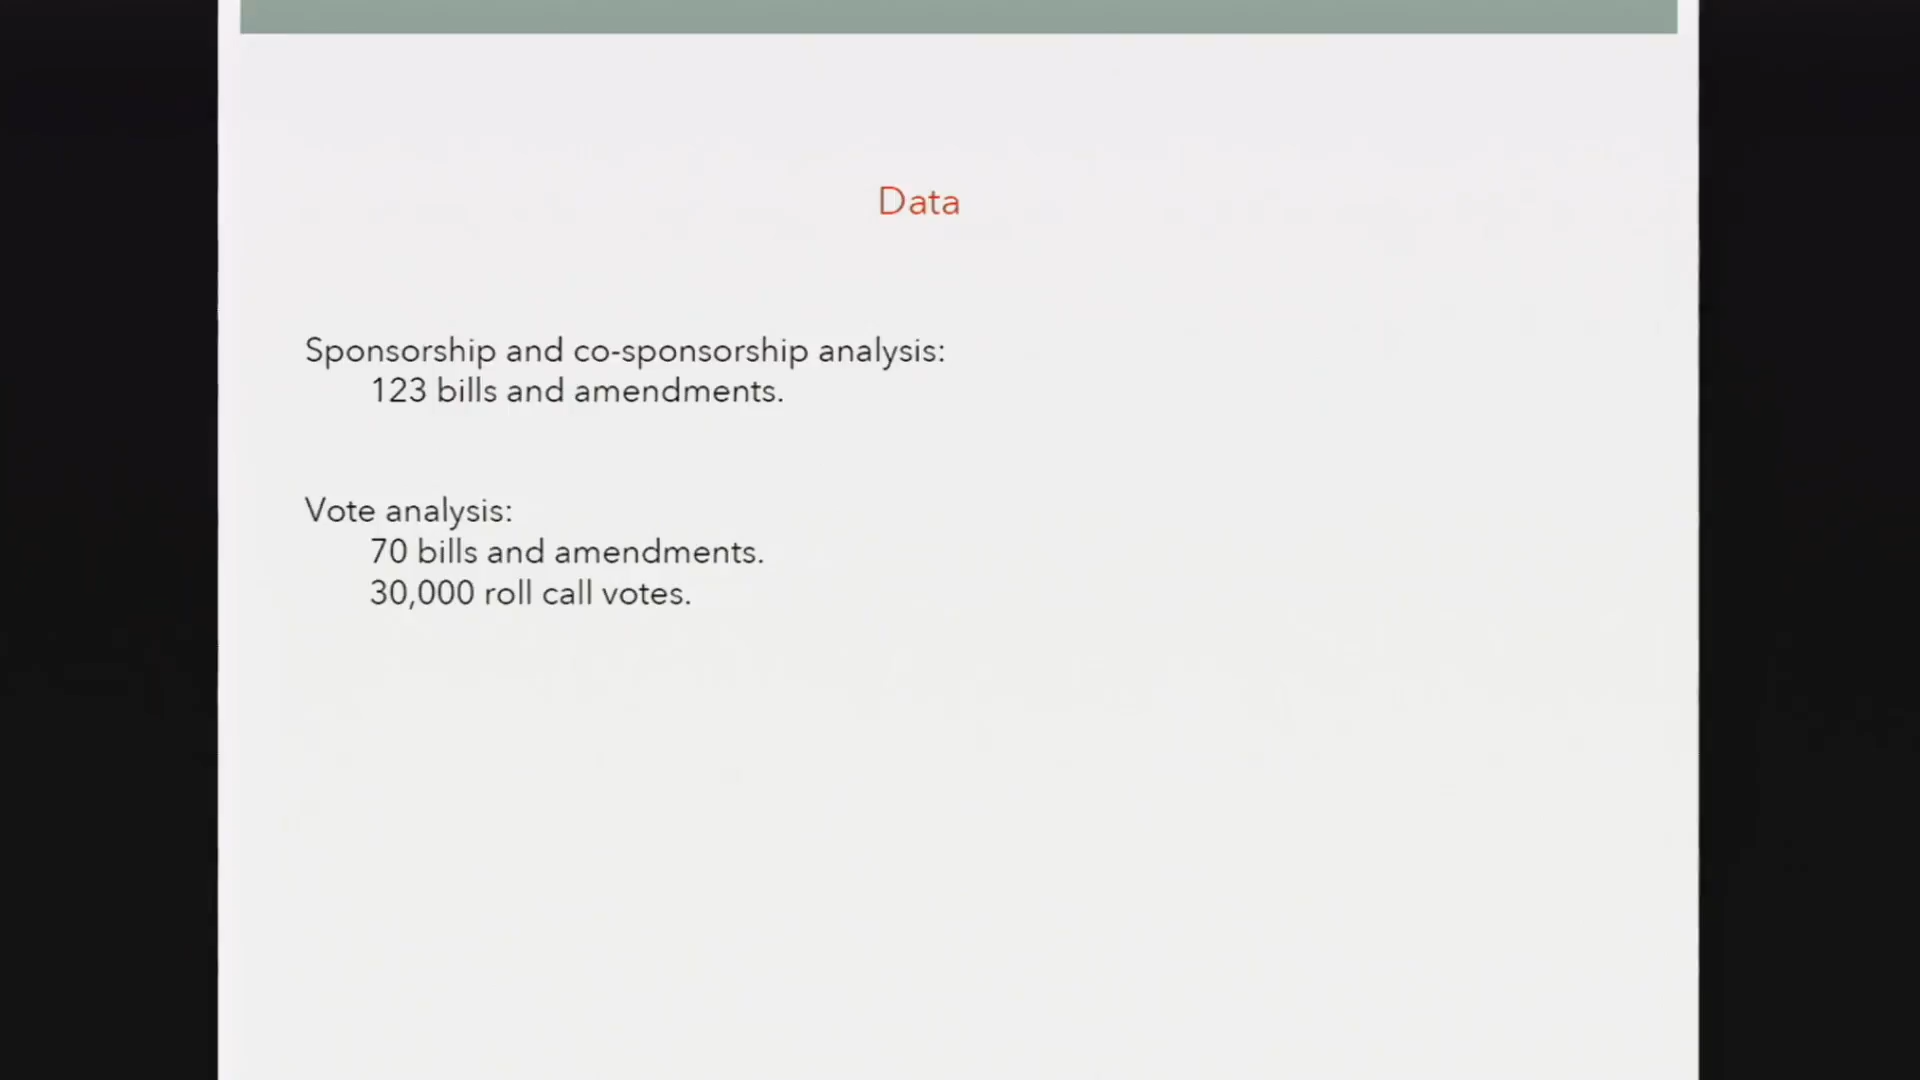 Data
Sponsorship and co-sponsorship analysis:
123 bills and amendments.
Vote analysis:
70 bills and amendments.
30,000 roll call votes.